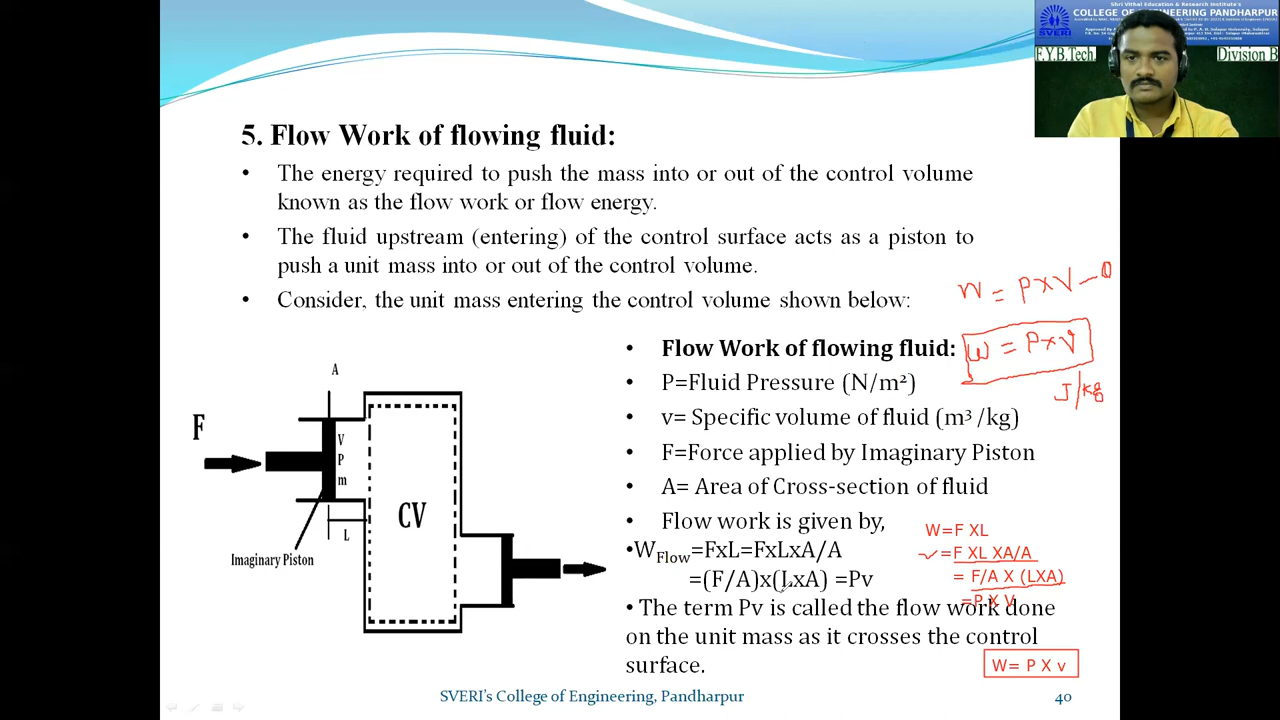 Shri Vithal Education & Research Institute's
COLLEGE OF ENGINEERING PANDHARPUR
SVERI
F.Y.B.Tech.
Division B
5. Flow Work of flowing fluid:
• The energy required to push the mass into or out of the control volume
known as the flow work or flow energy.
• The fluid upstream (entering) of the control surface acts as a piston to
push a unit mass into or out of the control volume.
• Consider, the unit mass entering the control volume shown below:
W = P×V
• Flow Work of flowing fluid:
W = P×V
J/kg
• P=Fluid Pressure (N/m²)
• v= Specific volume of fluid (m³ /kg)
• F=Force applied by Imaginary Piston
• A= Area of Cross-section of fluid
• Flow work is given by,
•WFlow=FxL=FxLxA/A
=(F/A)x(LxA) =Pv
W=F XL
=F XL XA/A
= F/A X (LXA)
=P X V
• The term Pv is called the flow work done
on the unit mass as it crosses the control
surface.
W= P X v
A
F
V
P
m
CV
L
Imaginary Piston
SVERI's College of Engineering, Pandharpur
40